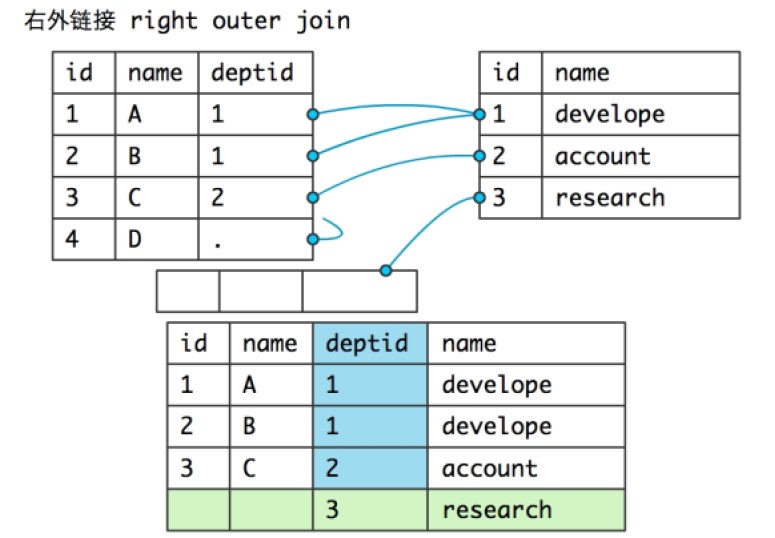 右外链接 right outer join
id name deptid
1 A 1
2 B 1
3 C 2
4 D .
id name
1 develope
2 account
3 research
id name deptid name
1 A 1 develope
2 B 1 develope
3 C 2 account
3 research